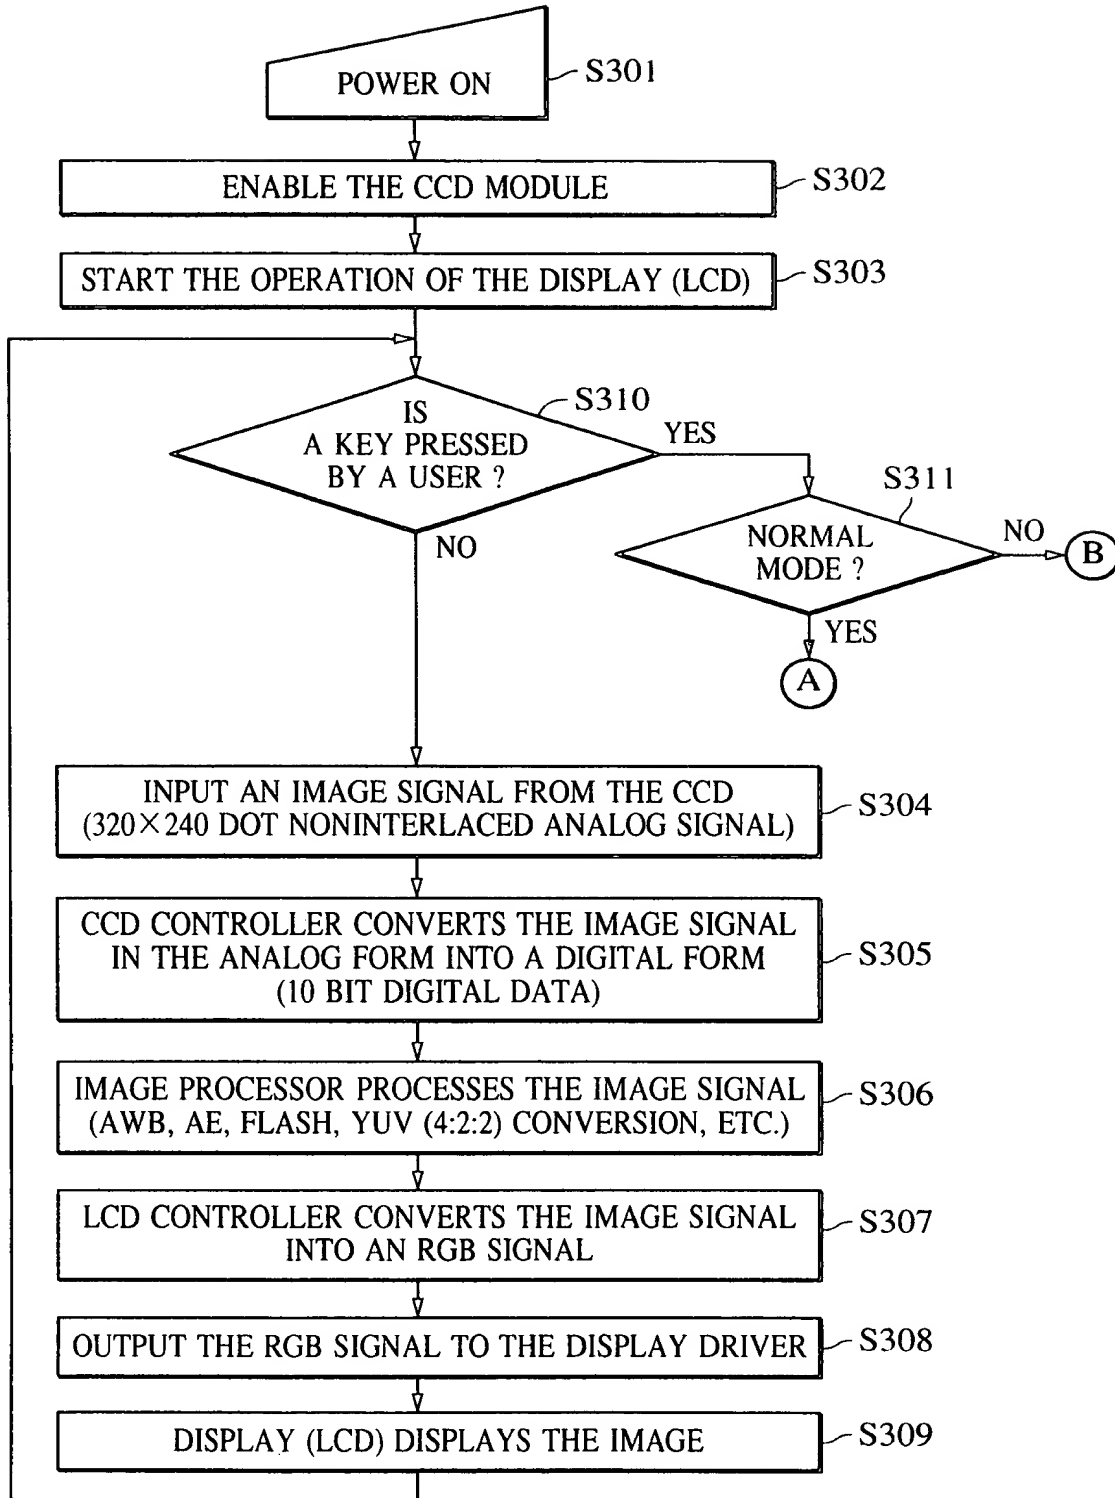 POWER ON
S301
ENABLE THE CCD MODULE
S302
START THE OPERATION OF THE DISPLAY (LCD)
S303
IS
A KEY PRESSED
BY A USER ?
S310
YES
NO
S311
NORMAL
MODE ?
NO
B
YES
A
INPUT AN IMAGE SIGNAL FROM THE CCD
(320×240 DOT NONINTERLACED ANALOG SIGNAL)
S304
CCD CONTROLLER CONVERTS THE IMAGE SIGNAL
IN THE ANALOG FORM INTO A DIGITAL FORM
(10 BIT DIGITAL DATA)
S305
IMAGE PROCESSOR PROCESSES THE IMAGE SIGNAL
(AWB, AE, FLASH, YUV (4:2:2) CONVERSION, ETC.)
S306
LCD CONTROLLER CONVERTS THE IMAGE SIGNAL
INTO AN RGB SIGNAL
S307
OUTPUT THE RGB SIGNAL TO THE DISPLAY DRIVER
S308
DISPLAY (LCD) DISPLAYS THE IMAGE
S309